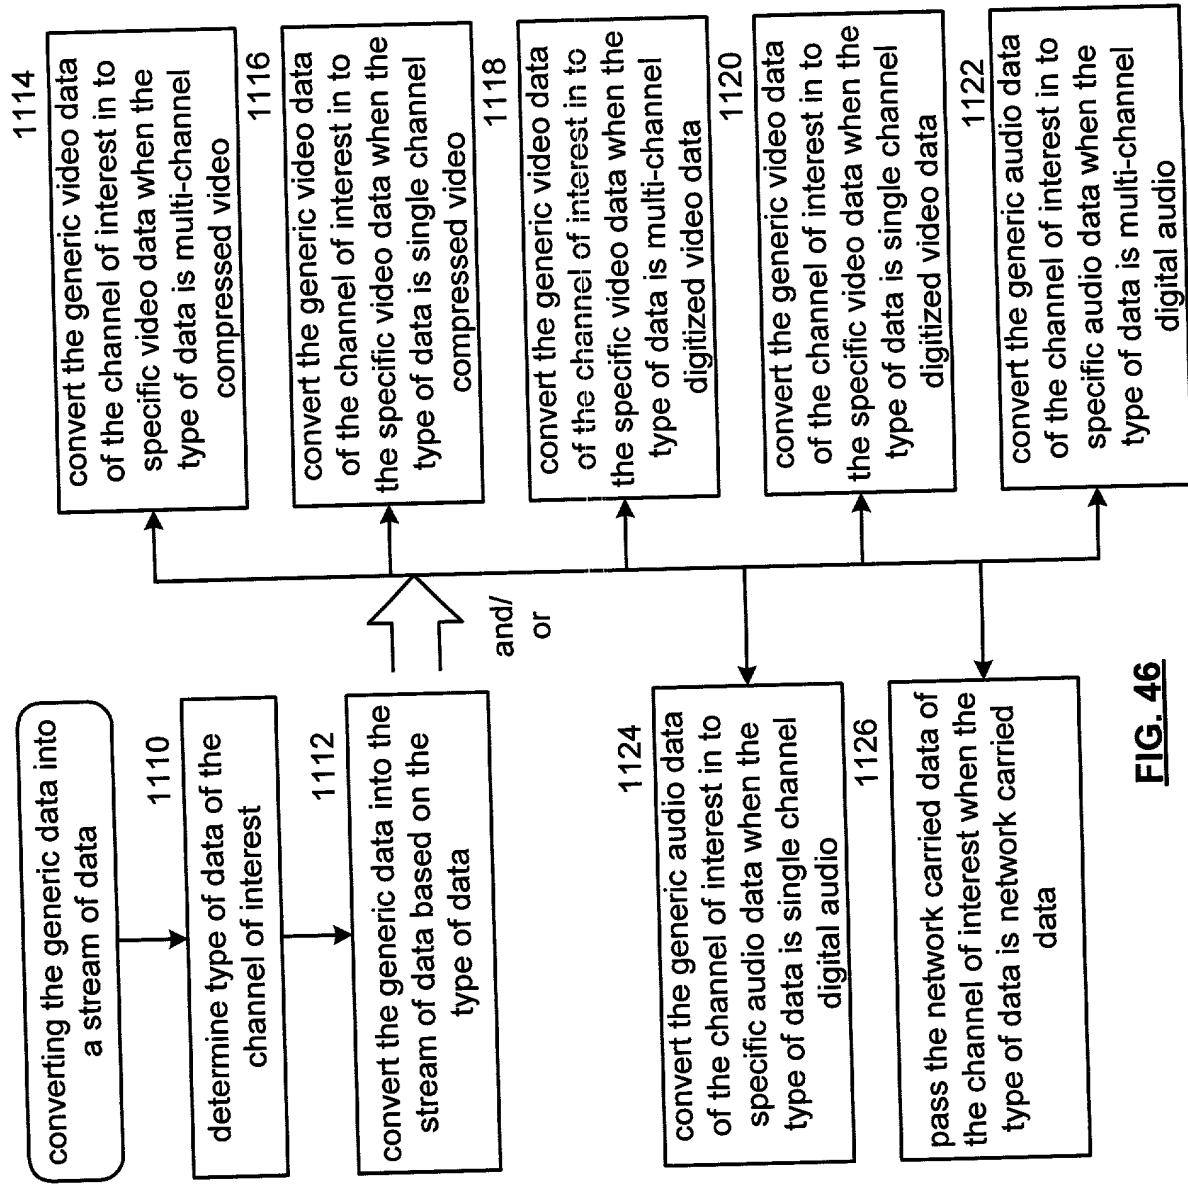 converting the generic data into
a stream of data
1110
determine type of data of the
channel of interest
1112
convert the generic data into the
stream of data based on the
type of data
and/
or
1114
convert the generic video data
of the channel of interest in to
specific video data when the
type of data is multi-channel
compressed video
1116
convert the generic video data
of the channel of interest in to
the specific video data when the
type of data is single channel
compressed video
1118
convert the generic video data
of the channel of interest in to
the specific video data when the
type of data is multi-channel
digitized video data
1120
convert the generic video data
of the channel of interest in to
the specific video data when the
type of data is single channel
digitized video data
1122
convert the generic audio data
of the channel of interest in to
specific audio data when the
type of data is multi-channel
digital audio
1124
convert the generic audio data
of the channel of interest in to
specific audio data when the
type of data is single channel
digital audio
1126
pass the network carried data of
the channel of interest when the
type of data is network carried
data
FIG. 46